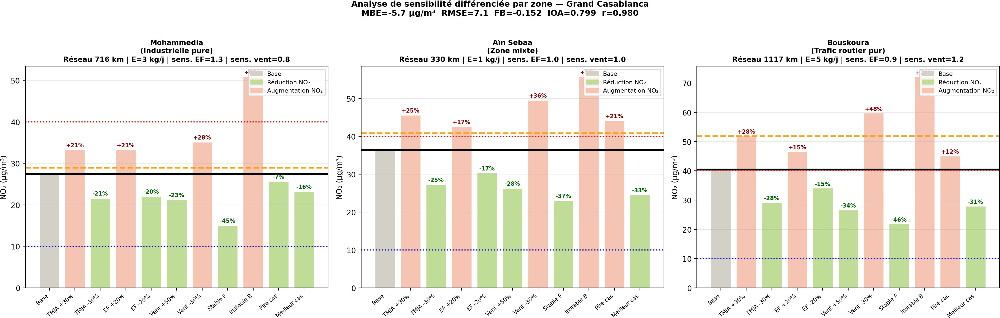 Analyse de sensibilité différenciée par zone — Grand Casablanca
MBE=-5.7 µg/m³ RMSE=7.1 FB=-0.152 IOA=0.799 r=0.980
Mohammedia
(Industrielle pure)
Réseau 716 km | E=3 kg/j | sens. EF=1.3 | sens. vent=0.8
NO₂ (µg/m³)
50
40
30
20
10
0
+21%
-21%
+21%
-20%
-23%
+28%
-45%
-7%
-16%
Base
Réduction NO₂
Augmentation NO₂
Base
TMJA +30%
TMJA -30%
EF +20%
EF -20%
Vent +50%
Vent -30%
Stable F
Instable B
Pire cas
Meilleur cas
Aïn Sebaa
(Zone mixte)
Réseau 330 km | E=1 kg/j | sens. EF=1.0 | sens. vent=1.0
NO₂ (µg/m³)
50
40
30
20
10
0
+25%
-25%
+17%
-17%
-28%
+36%
-37%
+21%
-33%
Base
Réduction NO₂
Augmentation NO₂
Base
TMJA +30%
TMJA -30%
EF +20%
EF -20%
Vent +50%
Vent -30%
Stable F
Instable B
Pire cas
Meilleur cas
Bouskoura
(Trafic routier pur)
Réseau 1117 km | E=5 kg/j | sens. EF=0.9 | sens. vent=1.2
NO₂ (µg/m³)
70
60
50
40
30
20
10
0
+28%
-28%
+15%
-15%
-34%
+48%
-46%
+12%
-31%
Base
Réduction NO₂
Augmentation NO₂
Base
TMJA +30%
TMJA -30%
EF +20%
EF -20%
Vent +50%
Vent -30%
Stable F
Instable B
Pire cas
Meilleur cas